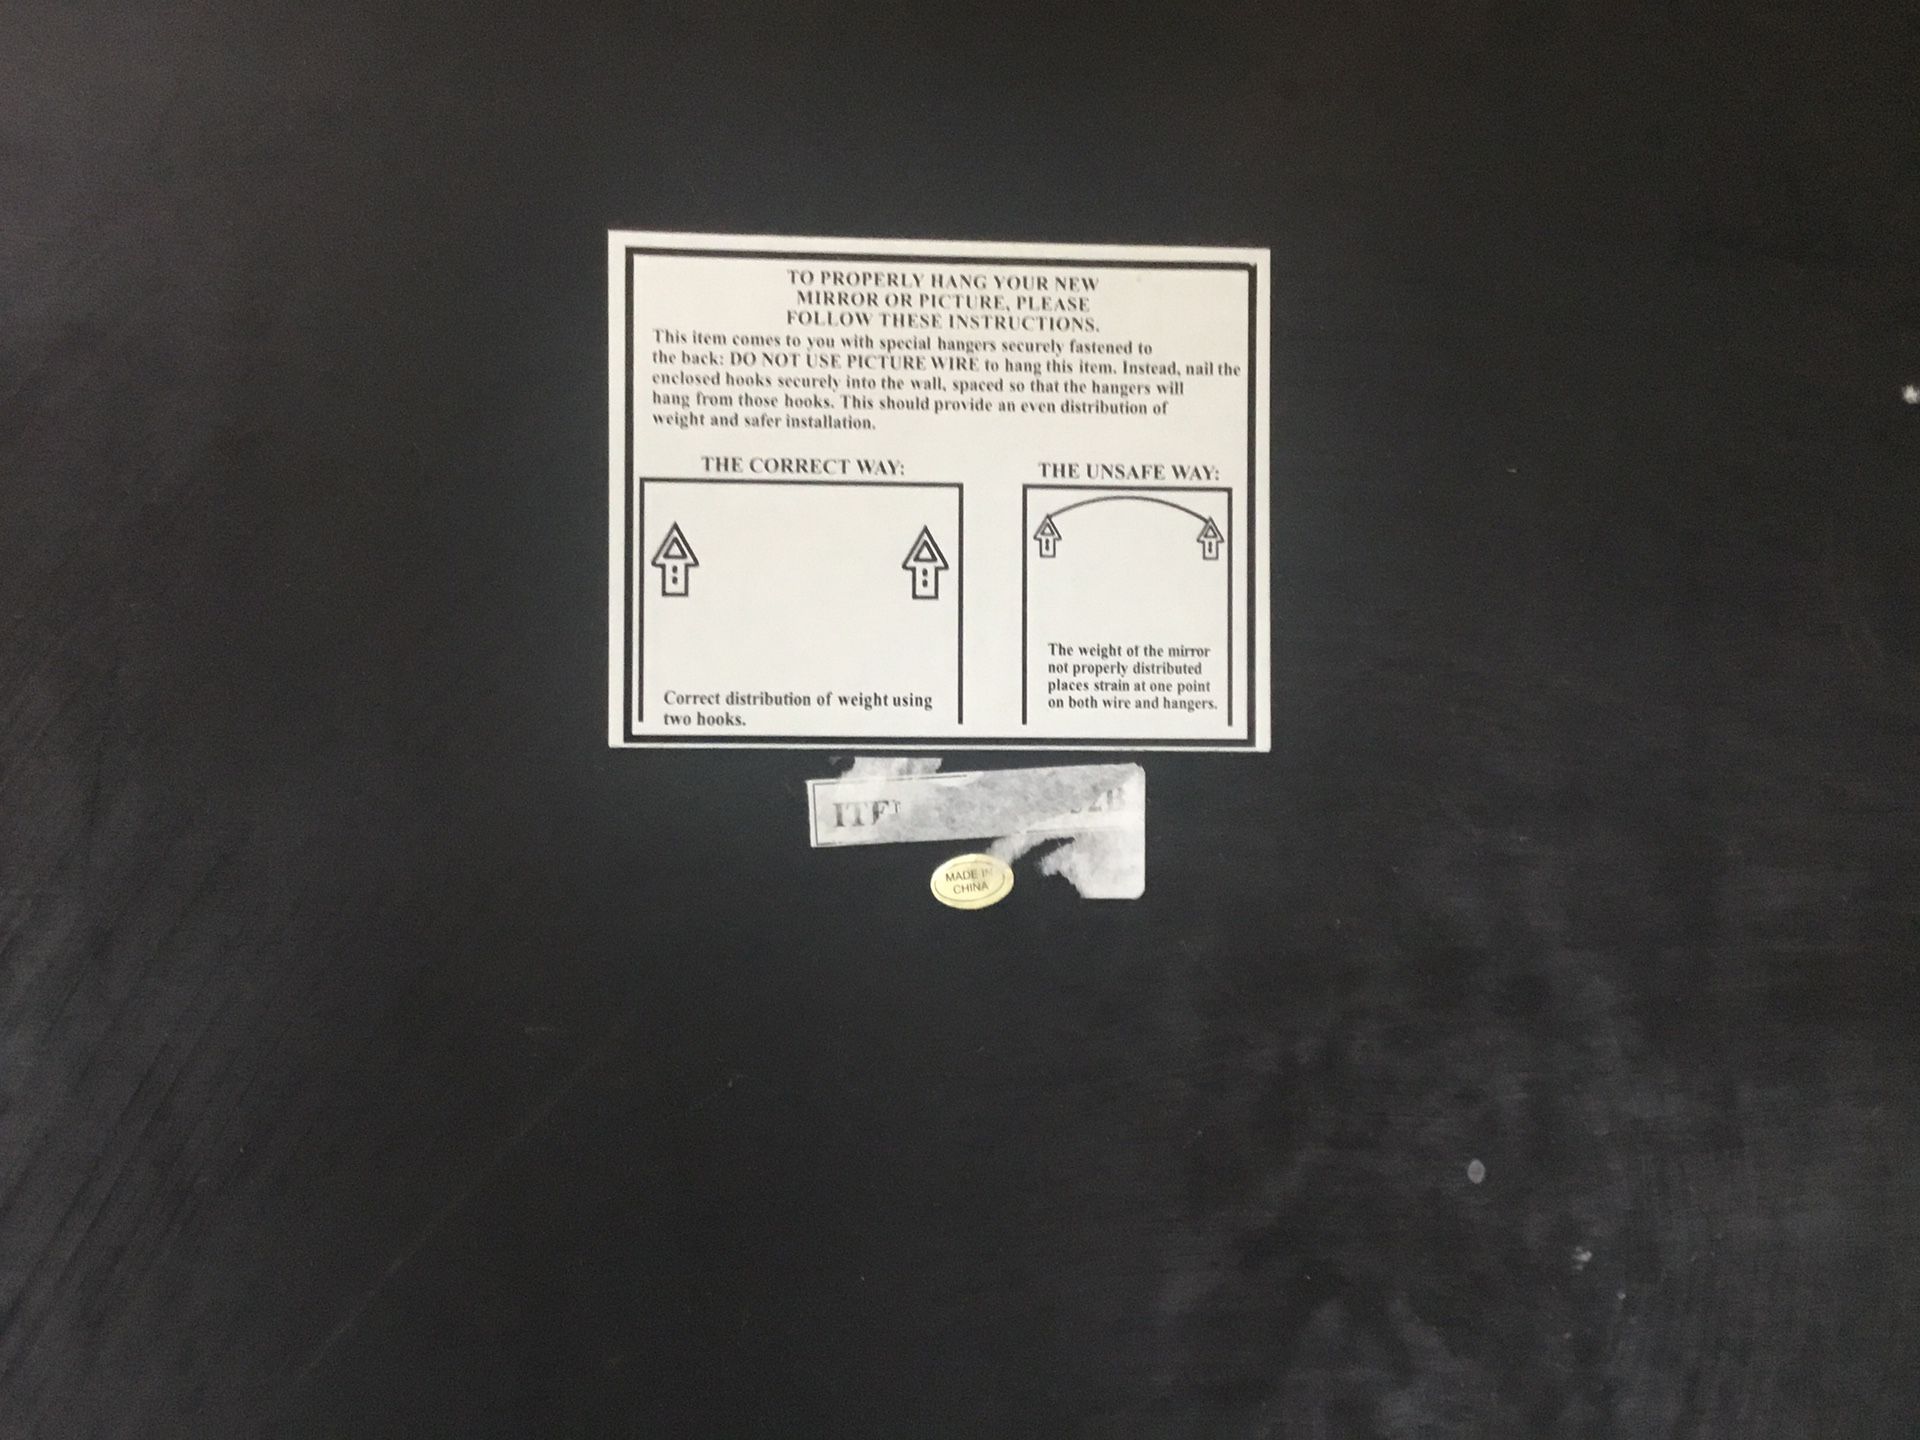 TO PROPERLY HANG YOUR NEW
MIRROR OR PICTURE, PLEASE
FOLLOW THESE INSTRUCTIONS.
This item comes to you with special hangers securely fastened to
the back: DO NOT USE PICTURE WIRE to hang this item. Instead, nail the
enclosed hooks securely into the wall, spaced so that the hangers will
hang from those hooks. This should provide an even distribution of
weight and safer installation.
THE CORRECT WAY:
Correct distribution of weight using
two hooks.
THE UNSAFE WAY:
The weight of the mirror
not properly distributed
places strain at one point
on both wire and hangers.
MADE IN
CHINA